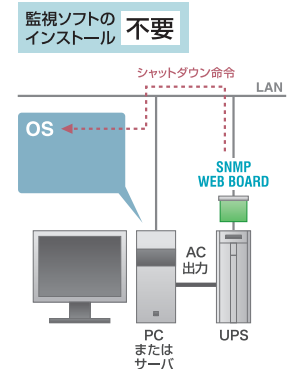 監視ソフトの
インストール 不要
シャットダウン命令
LAN
OS
SNMP
WEB BOARD
AC
出力
PC
または
サーバ
UPS